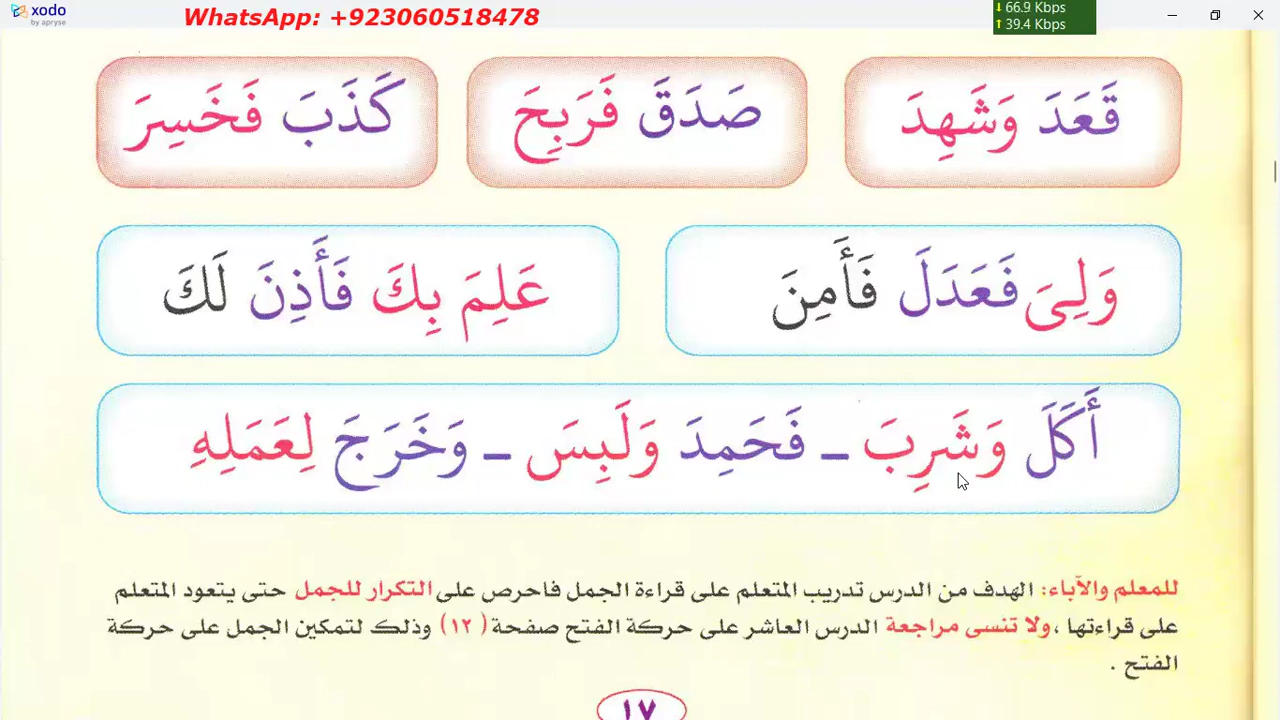 xodo
by apryse
WhatsApp: +923060518478
↓ 66.9 Kbps
↑ 39.4 Kbps
قَعَدَ وَشَهِدَ
صَدَقَ فَرَبِحَ
كَذَبَ فَخَسِرَ
وَلِىَ فَعَدَلَ فَأَمِنَ
عَلِمَ بِكَ فَأَذِنَ لَكَ
أَكَلَ وَشَرِبَ ـ فَحَمِدَ وَلَبِسَ ـ وَخَرَجَ لِعَمَلِهِ
للمعلم والآباء: الهدف من الدرس تدريب المتعلم على قراءة الجمل فاحرص على التكرار للجمل حتى يتعود المتعلم
على قراءتها ، ولا تنسى مراجعة الدرس العاشر على حركة الفتح صفحة (١٢) وذلك لتمكين الجمل على حركة
الفتح .
١٧